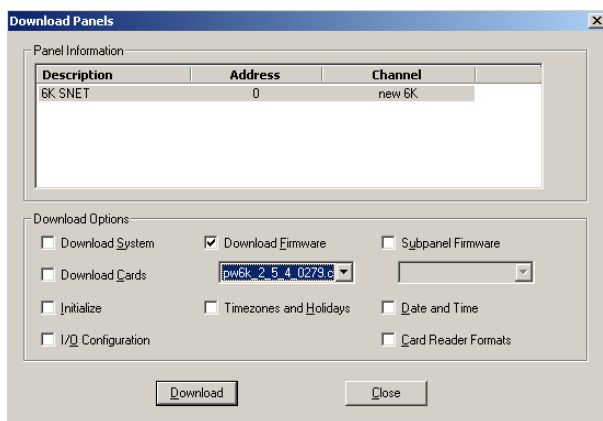 Download Panels
Panel Information
Description Address Channel
6K SNET 0 new 6K
Download Options
Download System Download Firmware Subpanel Firmware
Download Cards pw6k_2_5_4_0279.c
Initialize Timezones and Holidays Date and Time
I/O Configuration Card Reader Formats
Download Close